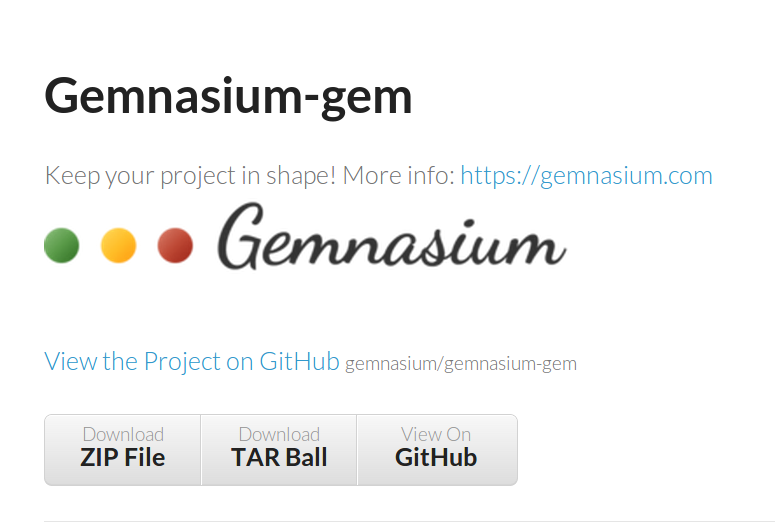 Gemnasium-gem
Keep your project in shape! More info: https://gemnasium.com
Gemnasium
View the Project on GitHub gemnasium/gemnasium-gem
Download Download View On
ZIP File TAR Ball GitHub